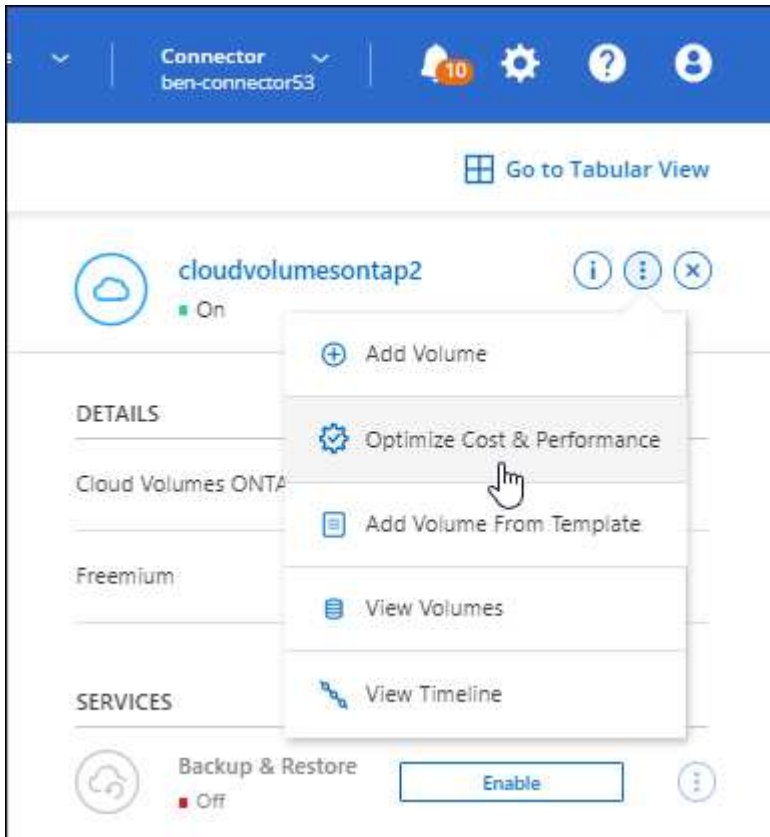 Connector
ben-connector53
10
Go to Tabular View
cloudvolumesontap2
On
Add Volume
DETAILS
Optimize Cost & Performance
Cloud Volumes ONTA
Add Volume From Template
Freemium
View Volumes
View Timeline
SERVICES
Backup & Restore
Off
Enable